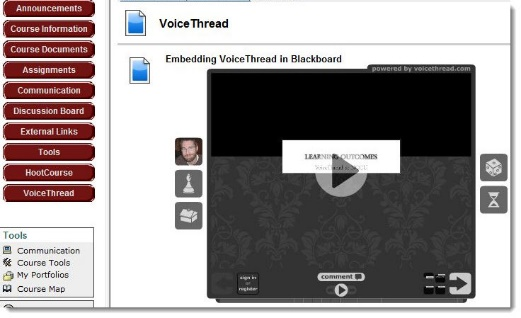 Announcements
Course Information
Course Documents
Assignments
Communication
Discussion Board
External Links
Tools
HootCourse
VoiceThread
Tools
Communication
Course Tools
My Portfolios
Course Map
VoiceThread
Embedding VoiceThread in Blackboard
powered by voicethread.com
LEARNING OUTCOMES
sign in
or
register
comment